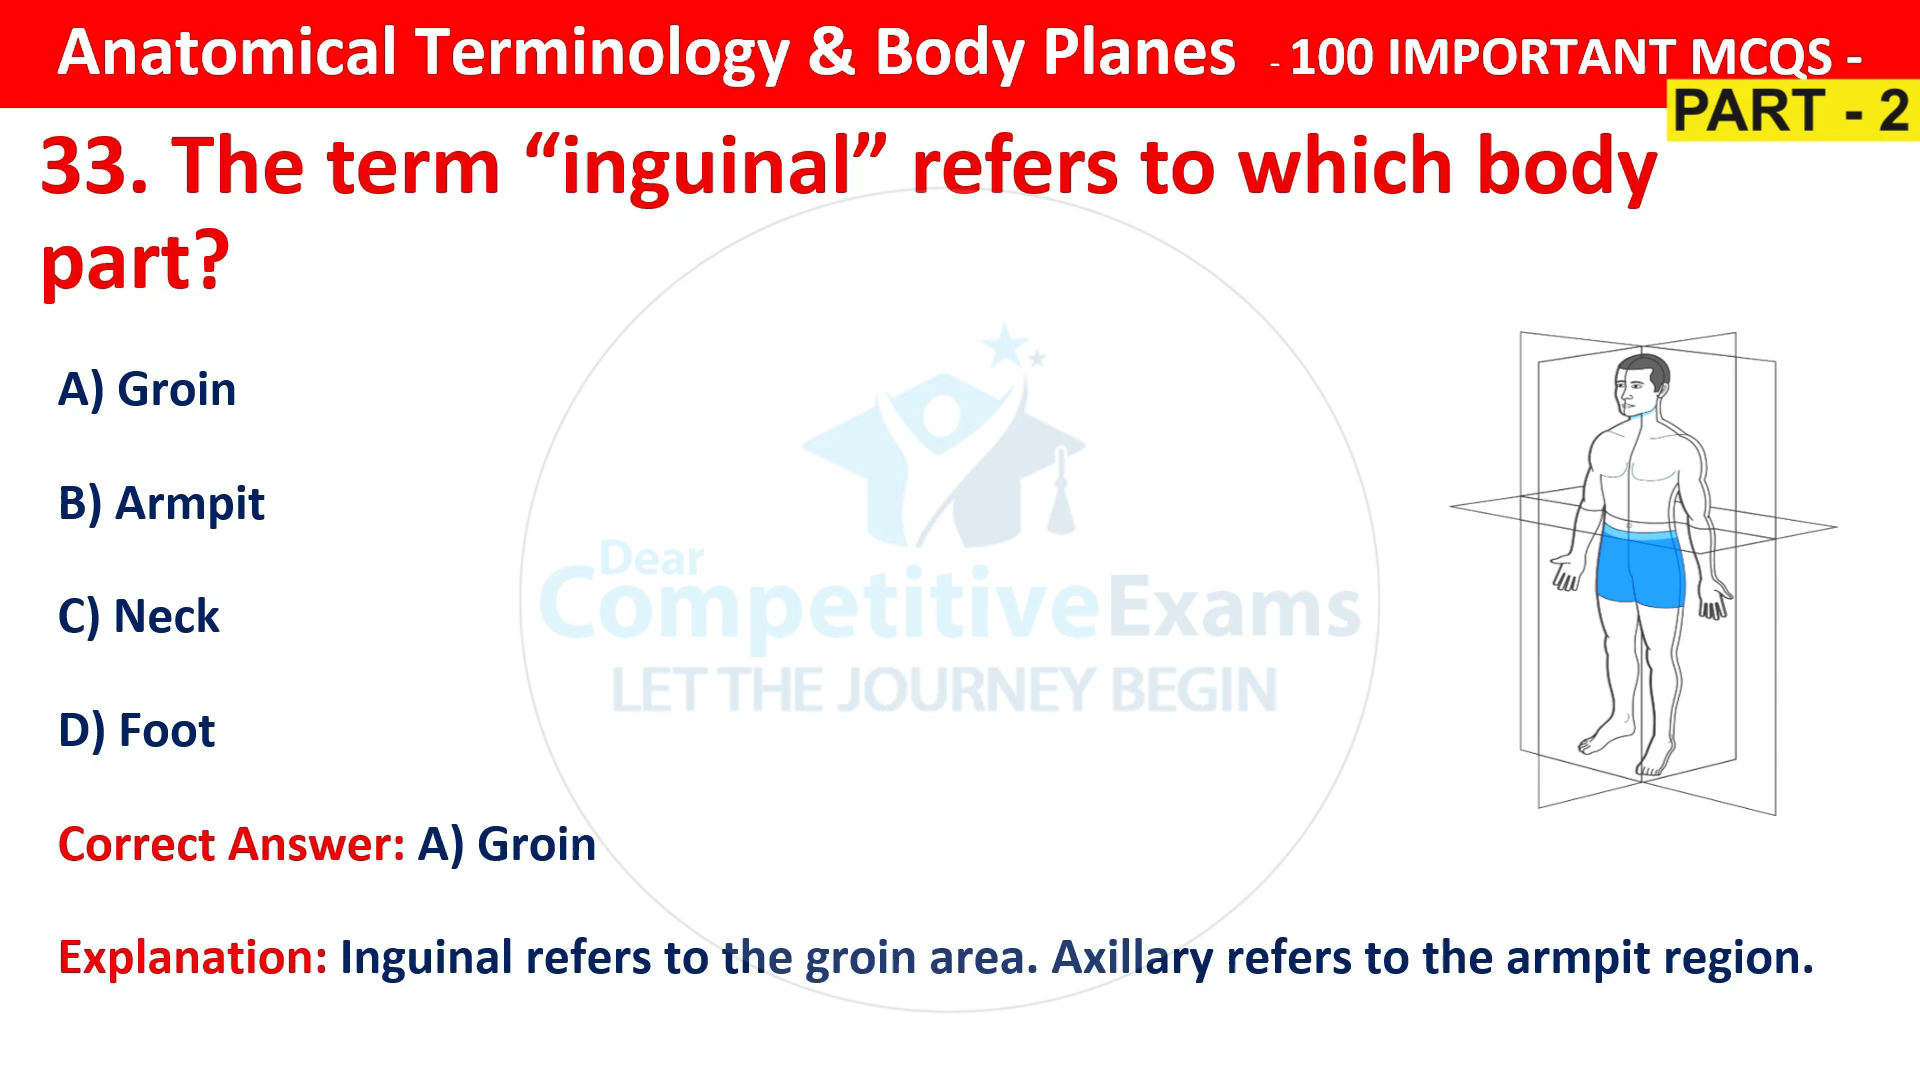 Anatomical Terminology & Body Planes - 100 IMPORTANT MCQS -
PART - 2
33. The term “inguinal” refers to which body
part?
A) Groin
B) Armpit
C) Neck
D) Foot
Correct Answer: A) Groin
Explanation: Inguinal refers to the groin area. Axillary refers to the armpit region.
Dear
CompetitiveExams
LET THE JOURNEY BEGIN